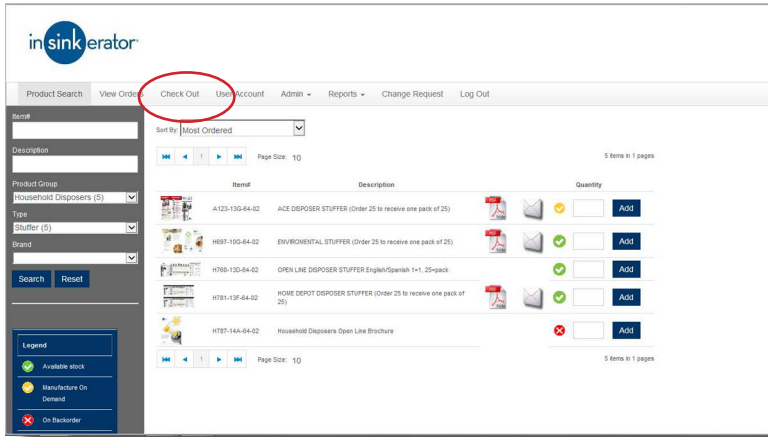 insinkerator
Product Search View Orders Check Out User Account Admin Reports Change Request Log Out
Item#
Description
Product Group
Household Disposers (5)
Type
Stuffer (5)
Brand
Search Reset
Legend
Available stock
Manufacture On
Demand
On Backorder
Sort By: Most Ordered
1 Page Size: 10 5 items in 1 pages
Item# Description Quantity
A123-13G-64-02 ACE DISPOSER STUFFER (Order 25 to receive one pack of 25) PDF Add
H697-10G-64-02 ENVIROMENTAL STUFFER (Order 25 to receive one pack of 25) PDF Add
H760-13D-64-02 OPEN LINE DISPOSER STUFFER English/Spanish 1=1, 25=pack Add
H781-13F-64-02 HOME DEPOT DISPOSER STUFFER (Order 25 to receive one pack of
25) PDF Add
H787-14A-64-02 Household Disposers Open Line Brochure Add
1 Page Size: 10 5 items in 1 pages